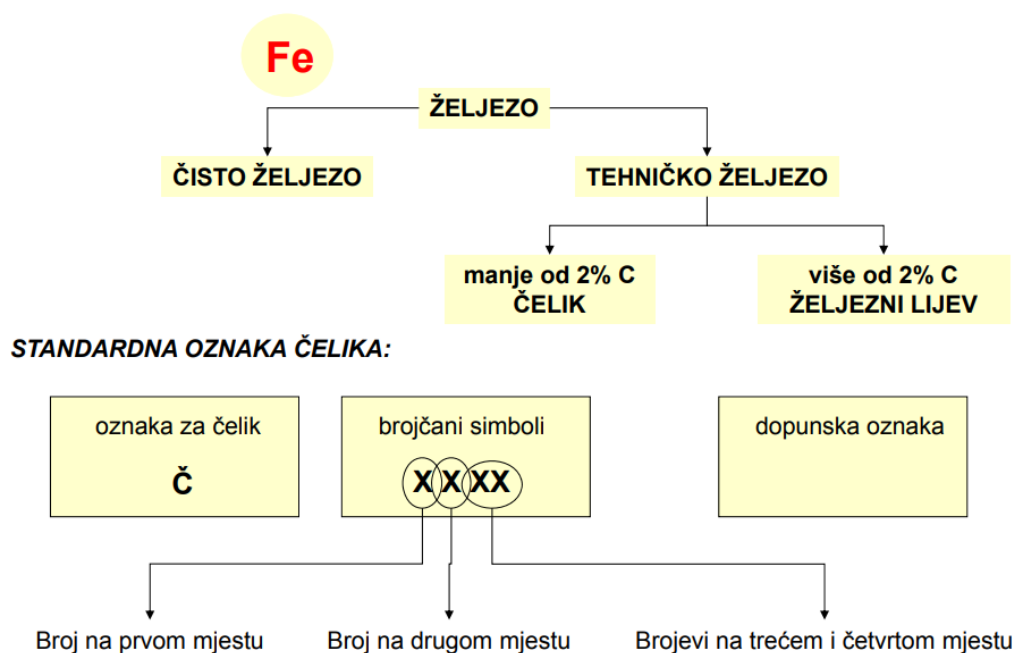 Fe
ŽELJEZO
ČISTO ŽELJEZO
TEHNIČKO ŽELJEZO
manje od 2% C
ČELIK
više od 2% C
ŽELJEZNI LIJEV
STANDARDNA OZNAKA ČELIKA:
oznaka za čelik
Č
brojčani simboli
X X XX
dopunska oznaka
Broj na prvom mjestu
Broj na drugom mjestu
Brojevi na trećem i četvrtom mjestu